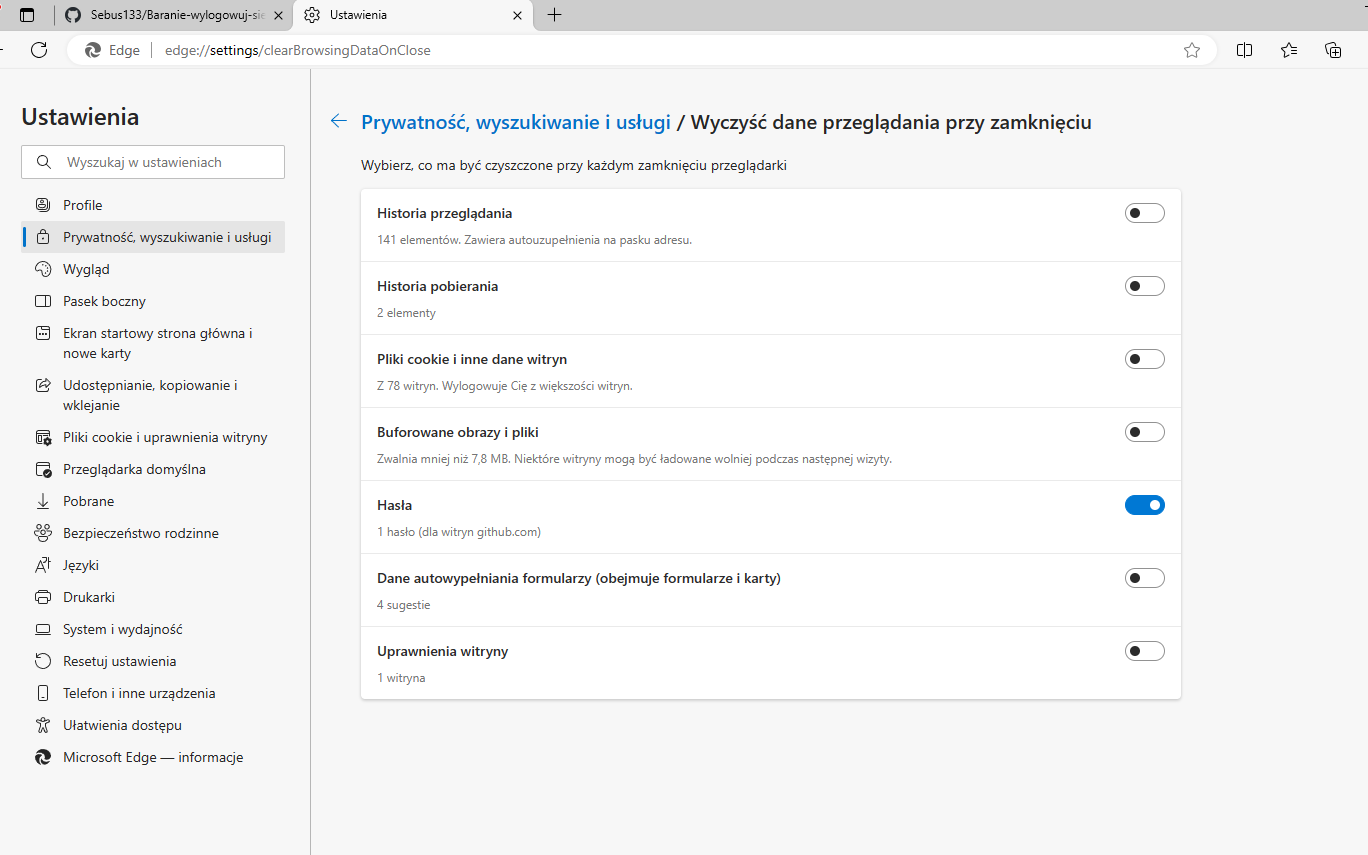 Sebus133/Baranie-wylogowuj-sie
Ustawienia
Edge
edge://settings/clearBrowsingDataOnClose
Ustawienia
Wyszukaj w ustawieniach
Profile
Prywatność, wyszukiwanie i usługi
Wygląd
Pasek boczny
Ekran startowy strona główna i
nowe karty
Udostępnianie, kopiowanie i
wklejanie
Pliki cookie i uprawnienia witryny
Przeglądarka domyślna
Pobrane
Bezpieczeństwo rodzinne
Języki
Drukarki
System i wydajność
Resetuj ustawienia
Telefon i inne urządzenia
Ułatwienia dostępu
Microsoft Edge — informacje
Prywatność, wyszukiwanie i usługi / Wyczyść dane przeglądania przy zamknięciu
Wybierz, co ma być czyszczone przy każdym zamknięciu przeglądarki
Historia przeglądania
141 elementów. Zawiera autouzupełnienia na pasku adresu.
Historia pobierania
2 elementy
Pliki cookie i inne dane witryn
Z 78 witryn. Wylogowuje Cię z większości witryn.
Buforowane obrazy i pliki
Zwalnia mniej niż 7,8 MB. Niektóre witryny mogą być ładowane wolniej podczas następnej wizyty.
Hasła
1 hasło (dla witryn github.com)
Dane autowypełniania formularzy (obejmuje formularze i karty)
4 sugestie
Uprawnienia witryny
1 witryna